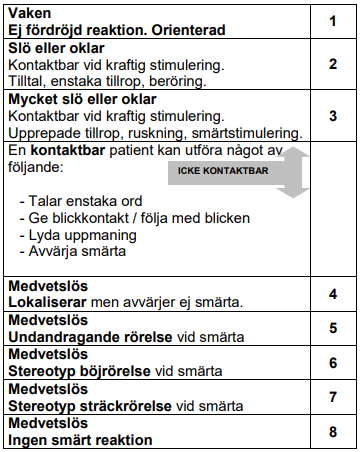 Vaken
Ej fördröjd reaktion. Orienterad
1
Slö eller oklar
Kontaktbar vid kraftig stimulering.
Tilltal, enstaka tillrop, beröring.
2
Mycket slö eller oklar
Kontaktbar vid kraftig stimulering.
Upprepade tillrop, ruskning, smärtstimulering.
3
En kontaktbar patient kan utföra något av
följande:
ICKE KONTAKTBAR
- Talar enstaka ord
- Ge blickkontakt / följa med blicken
- Lyda uppmaning
- Avvärja smärta
Medvetslös
Lokaliserar men avvärjer ej smärta.
4
Medvetslös
Undandragande rörelse vid smärta
5
Medvetslös
Stereotyp böjrörelse vid smärta
6
Medvetslös
Stereotyp sträckrörelse vid smärta
7
Medvetslös
Ingen smärt reaktion
8